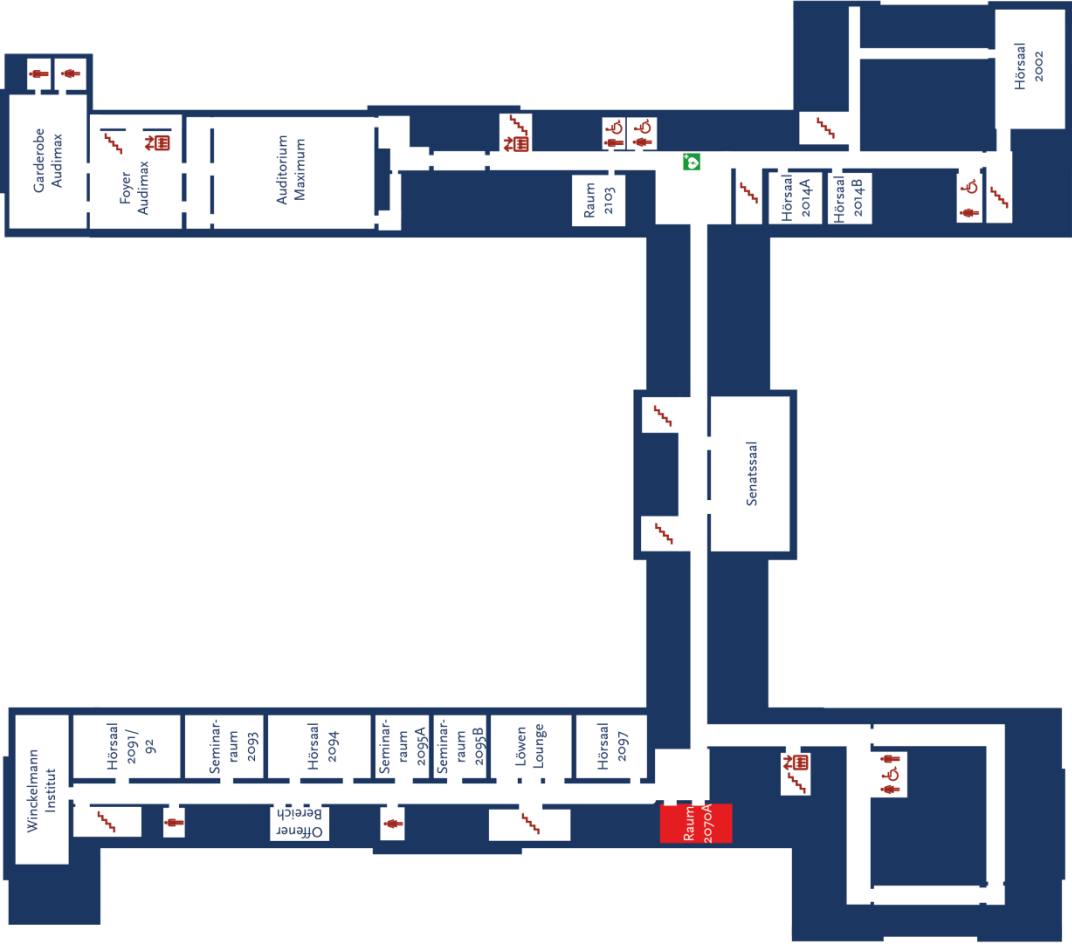 Hörsaal
2002
Garderobe
Audimax
Foyer
Audimax
Auditorium
Maximum
Raum
2103
Hörsaal
2014A
Hörsaal
2014B
Senatssaal
Winckelmann
Institut
Hörsaal
2091/
92
Seminar-
raum
2093
Hörsaal
2094
Seminar-
raum
2095A
Seminar-
raum
2095B
Löwen
Lounge
Hörsaal
2097
Offener
Bereich
Raum
2070A